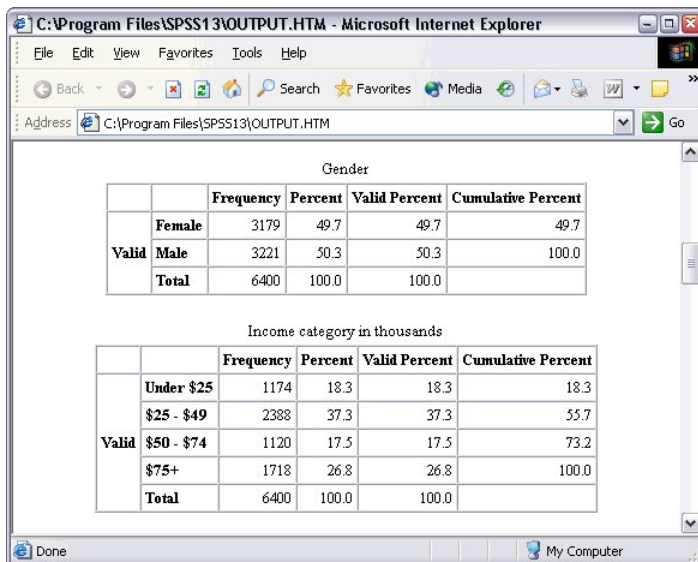 C:\Program Files\SPSS13\OUTPUT.HTM - Microsoft Internet Explorer
File Edit View Favorites Tools Help
Back Search Favorites Media »
Address C:\Program Files\SPSS13\OUTPUT.HTM Go
Gender
Frequency Percent Valid Percent Cumulative Percent
Valid Female 3179 49.7 49.7 49.7
Male 3221 50.3 50.3 100.0
Total 6400 100.0 100.0
Income category in thousands
Frequency Percent Valid Percent Cumulative Percent
Valid Under $25 1174 18.3 18.3 18.3
$25 - $49 2388 37.3 37.3 55.7
$50 - $74 1120 17.5 17.5 73.2
$75+ 1718 26.8 26.8 100.0
Total 6400 100.0 100.0
Done My Computer